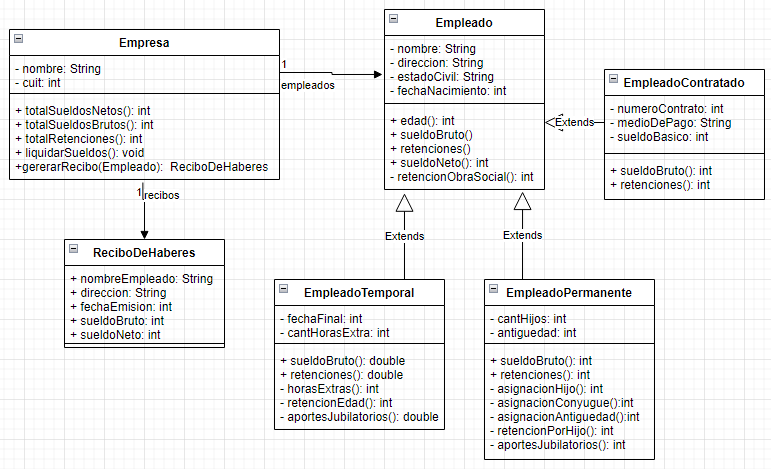 Empresa
- nombre: String
- cuit: int
+ totalSueldosNetos(): int
+ totalSueldosBrutos(): int
+ totalRetenciones(): int
+ liquidarSueldos(): void
+gererarRecibo(Empleado): ReciboDeHaberes
1
empleados
1
recibos
Empleado
- nombre: String
- direccion: String
- estadoCivil: String
- fechaNacimiento: int
+ edad(): int
+ sueldoBruto()
+ retenciones()
+ sueldoNeto(): int
- retencionObraSocial(): int
Extends
EmpleadoContratado
- numeroContrato: int
- medioDePago: String
- sueldoBasico: int
+ sueldoBruto(): int
+ retenciones(): int
ReciboDeHaberes
+ nombreEmpleado: String
+ direccion: String
+ fechaEmision: int
+ sueldoBruto: int
+ sueldoNeto: int
Extends
Extends
EmpleadoTemporal
- fechaFinal: int
- cantHorasExtra: int
+ sueldoBruto(): double
+ retenciones(): double
- horasExtras(): int
- retencionEdad(): int
- aportesJubilatorios(): double
EmpleadoPermanente
- cantHijos: int
- antiguedad: int
+ sueldoBruto(): int
+ retenciones(): int
- asignacionHijo(): int
- asignacionConyugue():int
- asignacionAntiguedad():int
- retencionPorHijo(): int
- aportesJubilatorios(): int